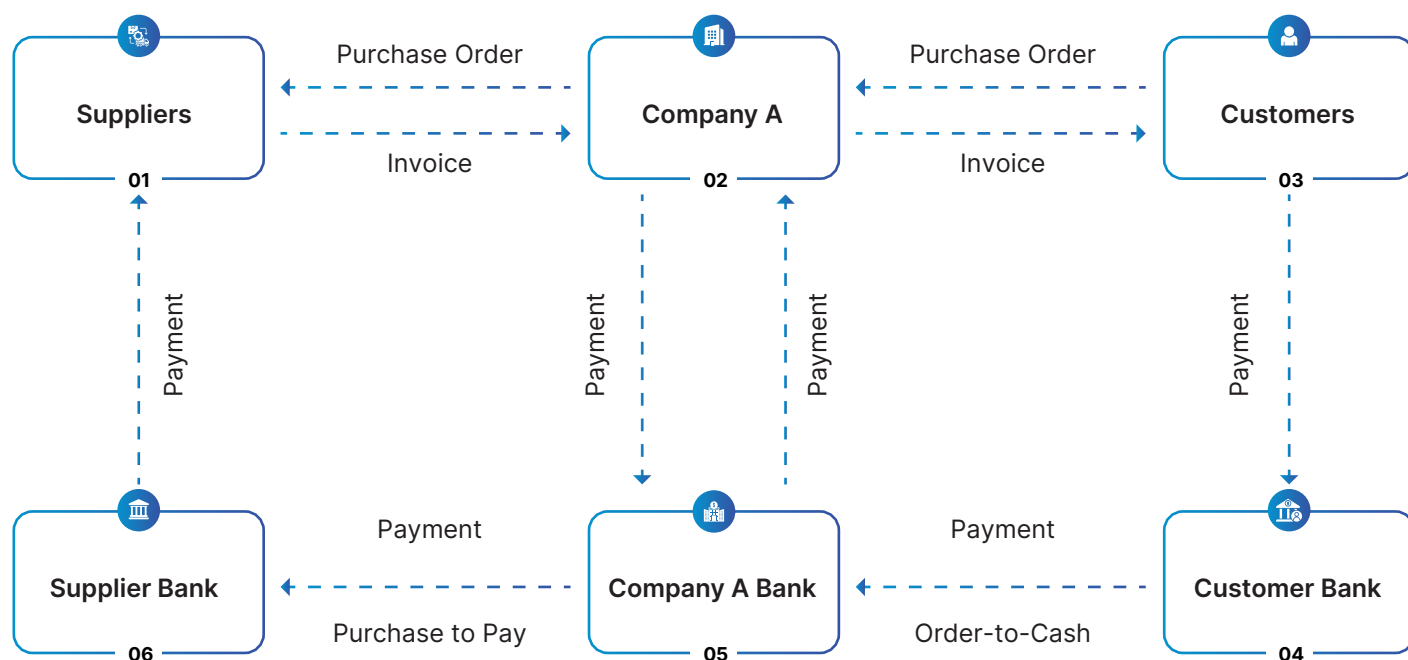 Purchase Order
Purchase Order
Suppliers
Company A
Customers
Invoice
Invoice
01
02
03
Payment
Payment
Payment
Payment
Payment
Payment
Supplier Bank
Company A Bank
Customer Bank
Purchase to Pay
Order-to-Cash
06
05
04